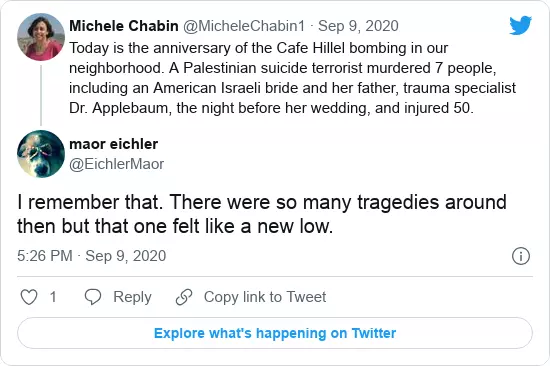 Michele Chabin @MicheleChabin1 · Sep 9, 2020
Today is the anniversary of the Cafe Hillel bombing in our
neighborhood. A Palestinian suicide terrorist murdered 7 people,
including an American Israeli bride and her father, trauma specialist
Dr. Applebaum, the night before her wedding, and injured 50.
maor eichler
@EichlerMaor
I remember that. There were so many tragedies around
then but that one felt like a new low.
5:26 PM · Sep 9, 2020
1 Reply Copy link to Tweet
Explore what's happening on Twitter